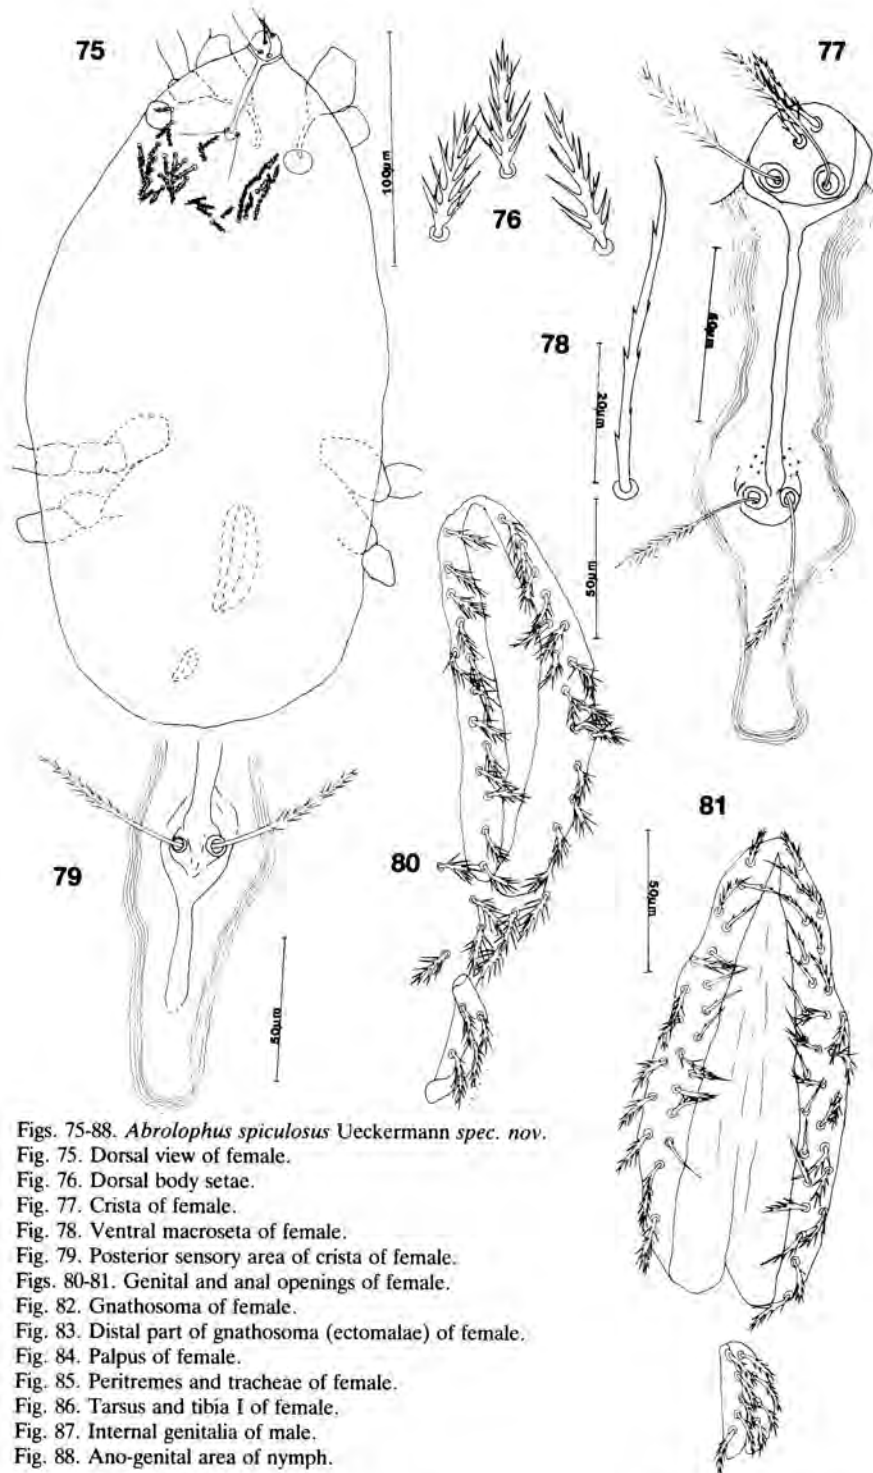 75
77
100μm
76
78
60μm
20μm
50μm
79
80
81
50μm
50μm
Figs. 75-88. Abrolophus spiculosus Ueckermann spec. nov.
Fig. 75. Dorsal view of female.
Fig. 76. Dorsal body setae.
Fig. 77. Crista of female.
Fig. 78. Ventral macroseta of female.
Fig. 79. Posterior sensory area of crista of female.
Figs. 80-81. Genital and anal openings of female.
Fig. 82. Gnathosoma of female.
Fig. 83. Distal part of gnathosoma (ectomalae) of female.
Fig. 84. Palpus of female.
Fig. 85. Peritremes and tracheae of female.
Fig. 86. Tarsus and tibia I of female.
Fig. 87. Internal genitalia of male.
Fig. 88. Ano-genital area of nymph.